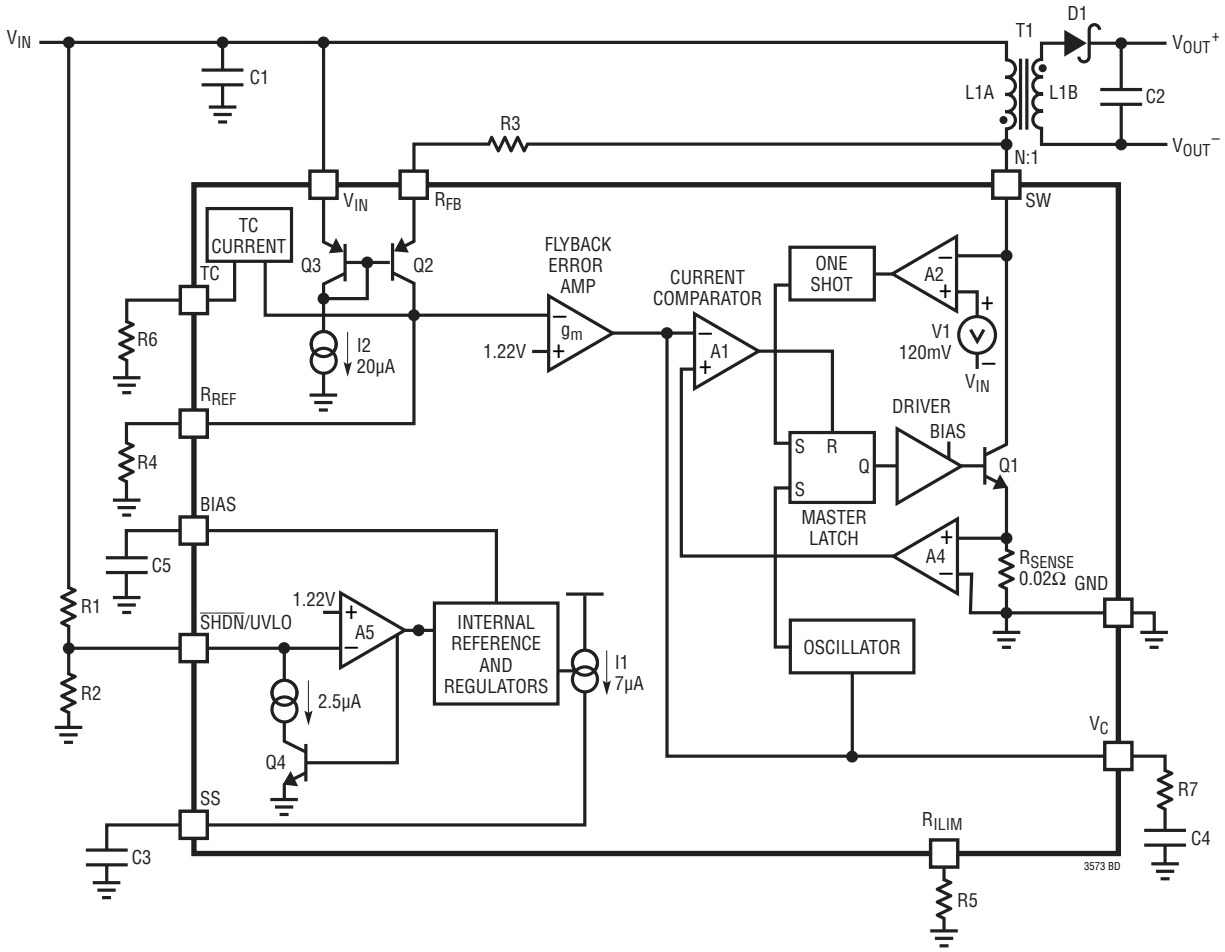 T1
D1
VIN
VOUT+
C1
L1A
L1B
C2
R3
VOUT–
N:1
VIN
RFB
SW
TC
CURRENT
TC
Q3
Q2
FLYBACK
ERROR
AMP
CURRENT
COMPARATOR
ONE
SHOT
–
A2
+
+
V1
120mV
V
–
VIN
R6
I2
20µA
–
gm
1.22V
+
–
A1
+
RREF
R4
DRIVER
BIAS
S
R
Q
S
Q1
MASTER
LATCH
BIAS
C5
+
A4
–
RSENSE
0.02Ω
GND
R1
1.22V
+
A5
–
SHDN/UVLO
INTERNAL
REFERENCE
AND
REGULATORS
I1
7µA
OSCILLATOR
R2
2.5µA
Q4
VC
R7
SS
RILIM
C4
C3
3573 BD
R5